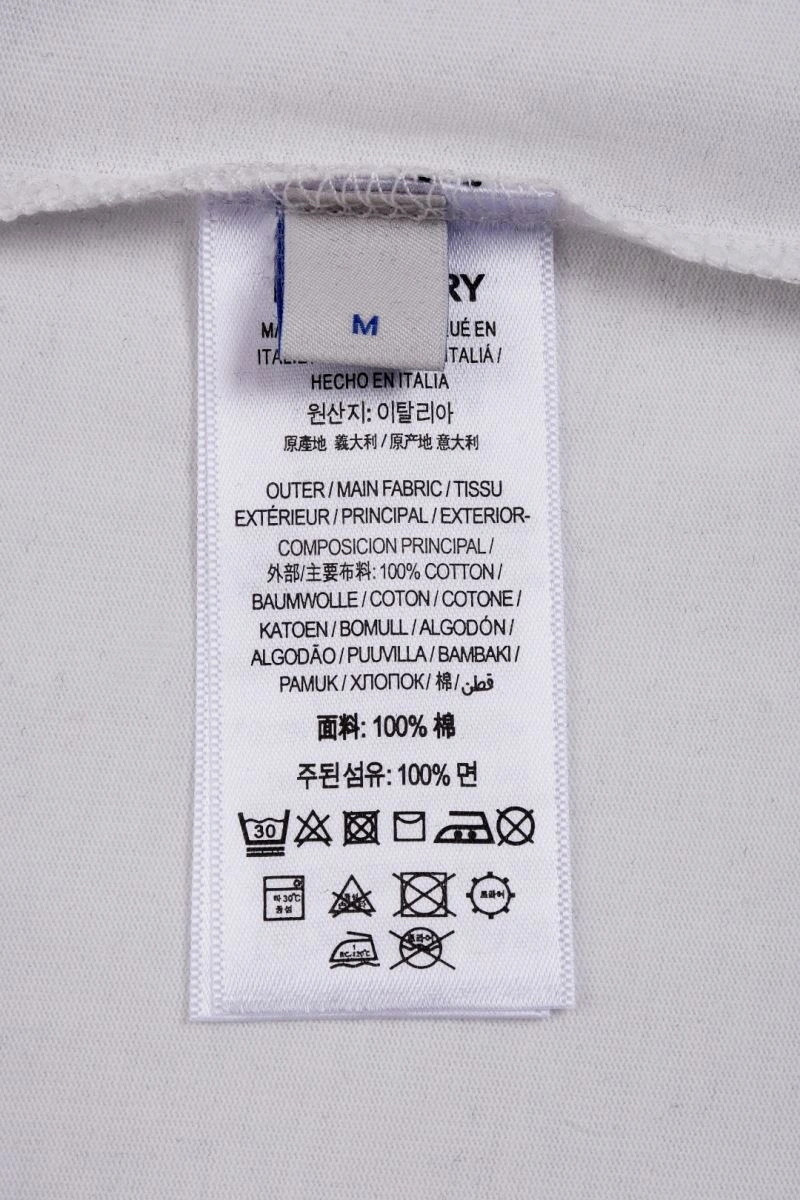 M
RY
UÉ EN
TALIÁ /
HECHO EN ITALIA
원산지: 이탈리아
原產地 義大利 / 原产地 意大利
OUTER / MAIN FABRIC / TISSU
EXTÉRIEUR / PRINCIPAL / EXTERIOR-
COMPOSICION PRINCIPAL /
外部/主要布料: 100% COTTON /
BAUMWOLLE / COTON / COTONE /
KATOEN / BOMULL / ALGODÓN /
ALGODÃO / PUUVILLA / BAMBAKI /
PAMUK / ХЛОПОК / 棉 / قطن
面料: 100% 棉
주된섬유: 100% 면
30
30℃